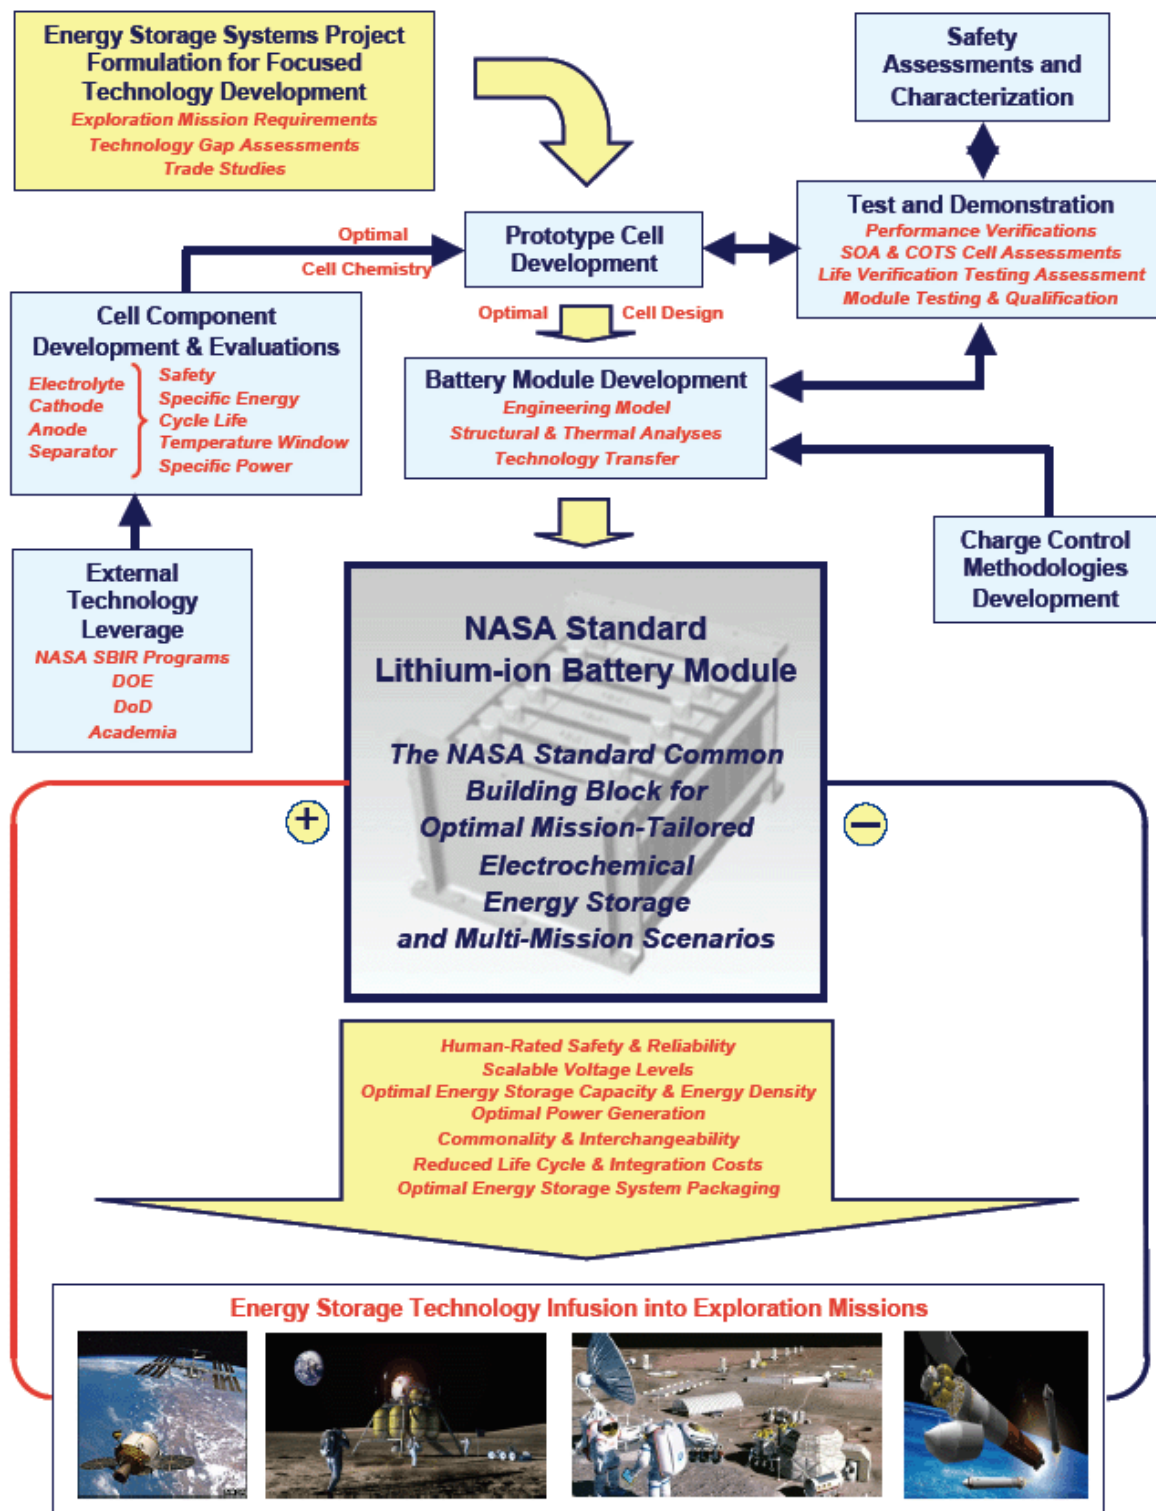 Energy Storage Systems Project
Formulation for Focused
Technology Development
Exploration Mission Requirements
Technology Gap Assessments
Trade Studies
Safety
Assessments and
Characterization
Test and Demonstration
Performance Verifications
SOA & COTS Cell Assessments
Life Verification Testing Assessment
Module Testing & Qualification
Prototype Cell
Development
Optimal
Cell Chemistry
Optimal Cell Design
Cell Component
Development & Evaluations
Electrolyte
Cathode
Anode
Separator
Safety
Specific Energy
Cycle Life
Temperature Window
Specific Power
Battery Module Development
Engineering Model
Structural & Thermal Analyses
Technology Transfer
External
Technology
Leverage
NASA SBIR Programs
DOE
DoD
Academia
Charge Control
Methodologies
Development
NASA Standard
Lithium-ion Battery Module
The NASA Standard Common
Building Block for
Optimal Mission-Tailored
Electrochemical
Energy Storage
and Multi-Mission Scenarios
+
−
Human-Rated Safety & Reliability
Scalable Voltage Levels
Optimal Energy Storage Capacity & Energy Density
Optimal Power Generation
Commonality & Interchangeability
Reduced Life Cycle & Integration Costs
Optimal Energy Storage System Packaging
Energy Storage Technology Infusion into Exploration Missions